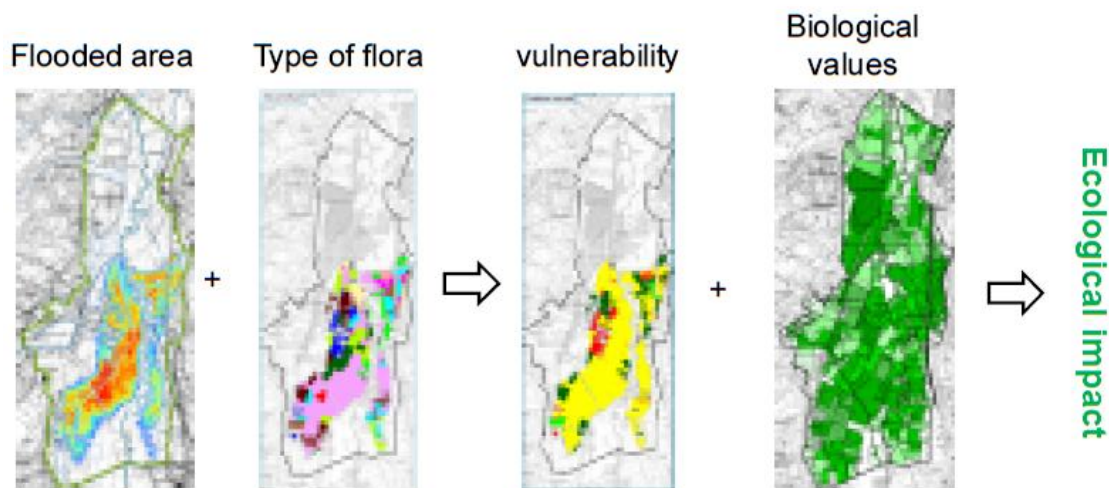 Flooded area
Type of flora
vulnerability
Biological
values
+
+
Ecological impact